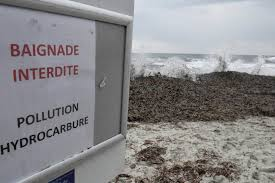 BAIGNADE
INTERDITE
POLLUTION
HYDROCARBURE